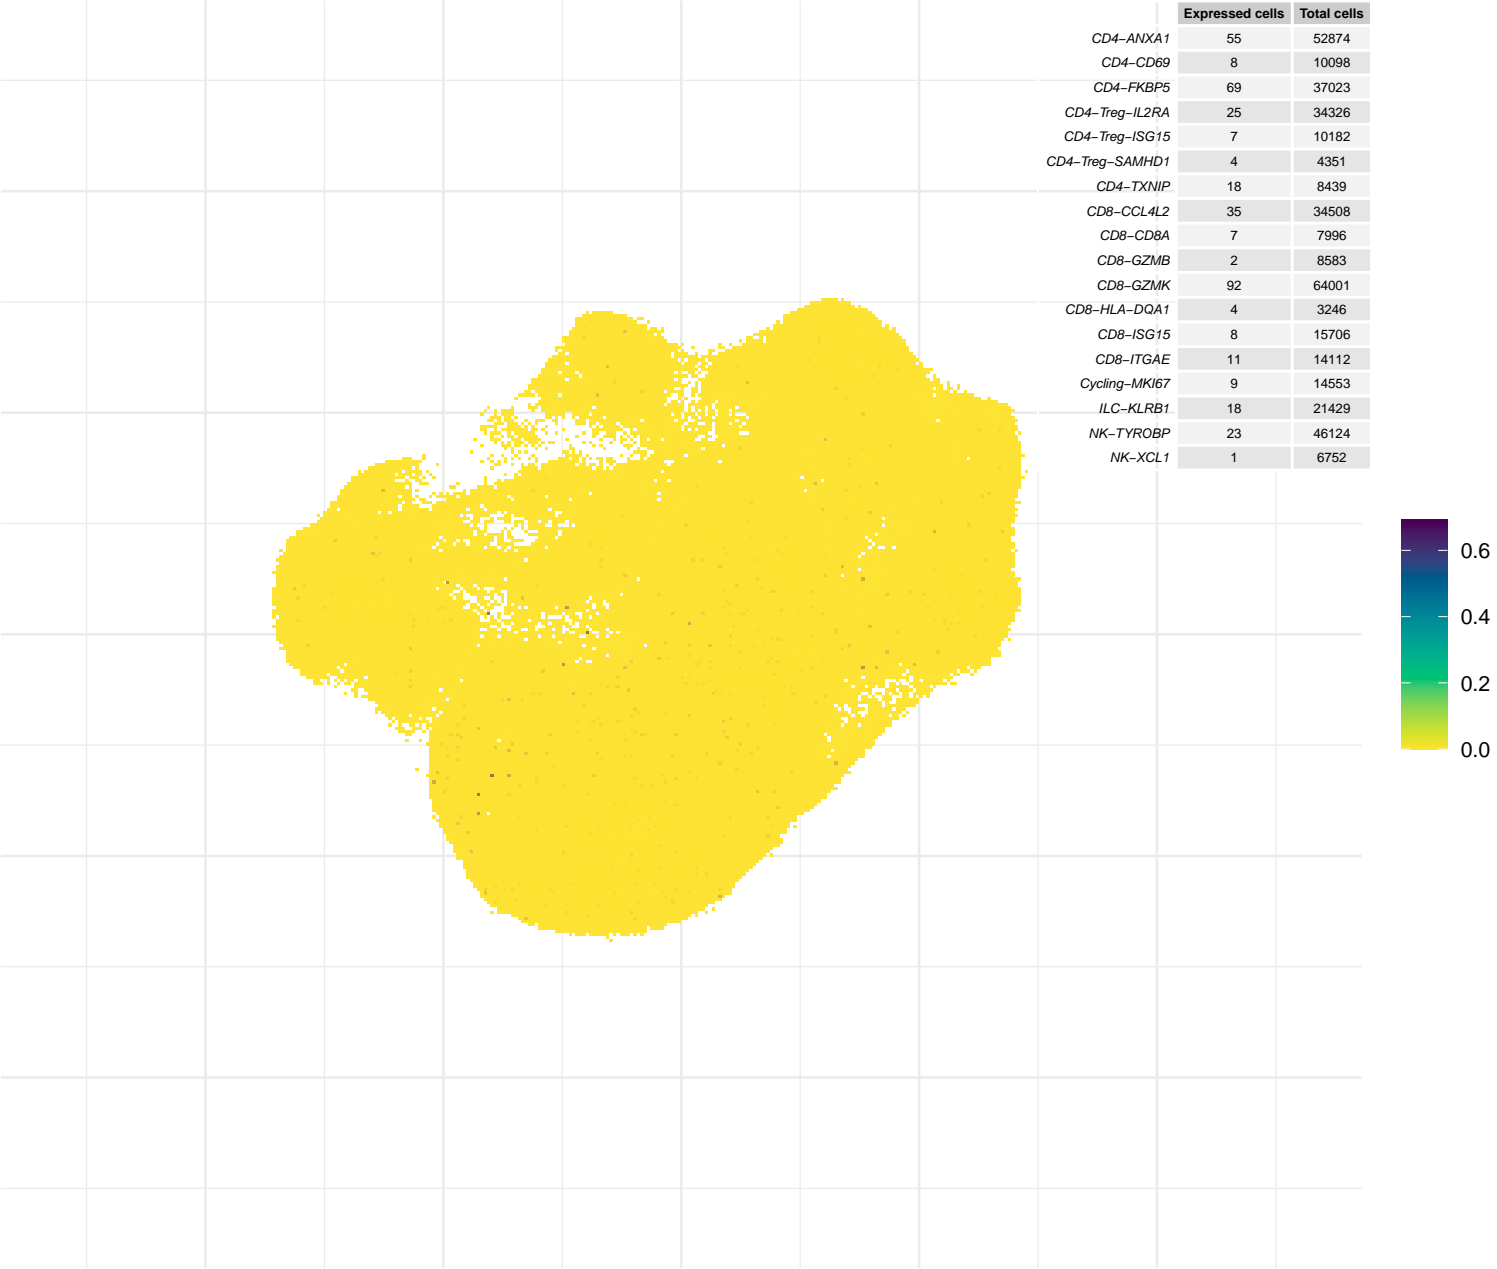 Expressed cells Total cells
CD4−ANXA1 55 52874
CD4−CD69 8 10098
CD4−FKBP5 69 37023
CD4−Treg−IL2RA 25 34326
CD4−Treg−ISG15 7 10182
CD4−Treg−SAMHD1 4 4351
CD4−TXNIP 18 8439
CD8−CCL4L2 35 34508
CD8−CD8A 7 7996
CD8−GZMB 2 8583
CD8−GZMK 92 64001
CD8−HLA−DQA1 4 3246
CD8−ISG15 8 15706
CD8−ITGAE 11 14112
Cycling−MKI67 9 14553
ILC−KLRB1 18 21429
NK−TYROBP 23 46124
NK−XCL1 1 6752
0.6
0.4
0.2
0.0